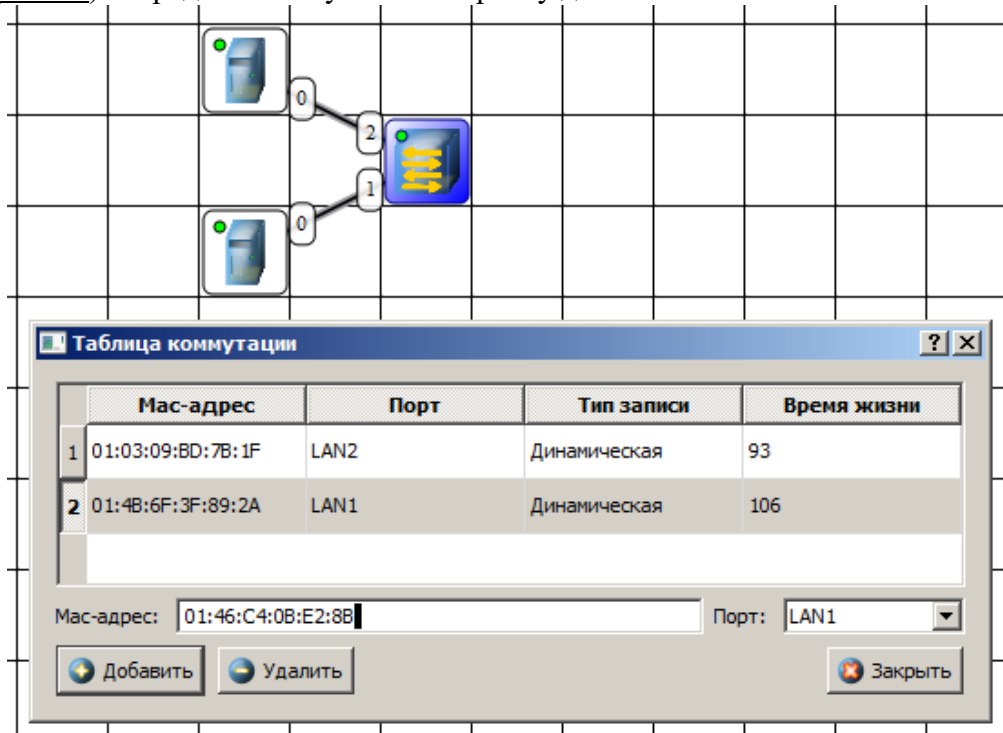 0
2
1
0
Таблица коммутации
Мас-адрес Порт Тип записи Время жизни
1 01:03:09:BD:7B:1F LAN2 Динамическая 93
2 01:4B:6F:3F:89:2A LAN1 Динамическая 106
Мас-адрес: 01:46:C4:0B:E2:8B Порт: LAN1
Добавить Удалить Закрыть